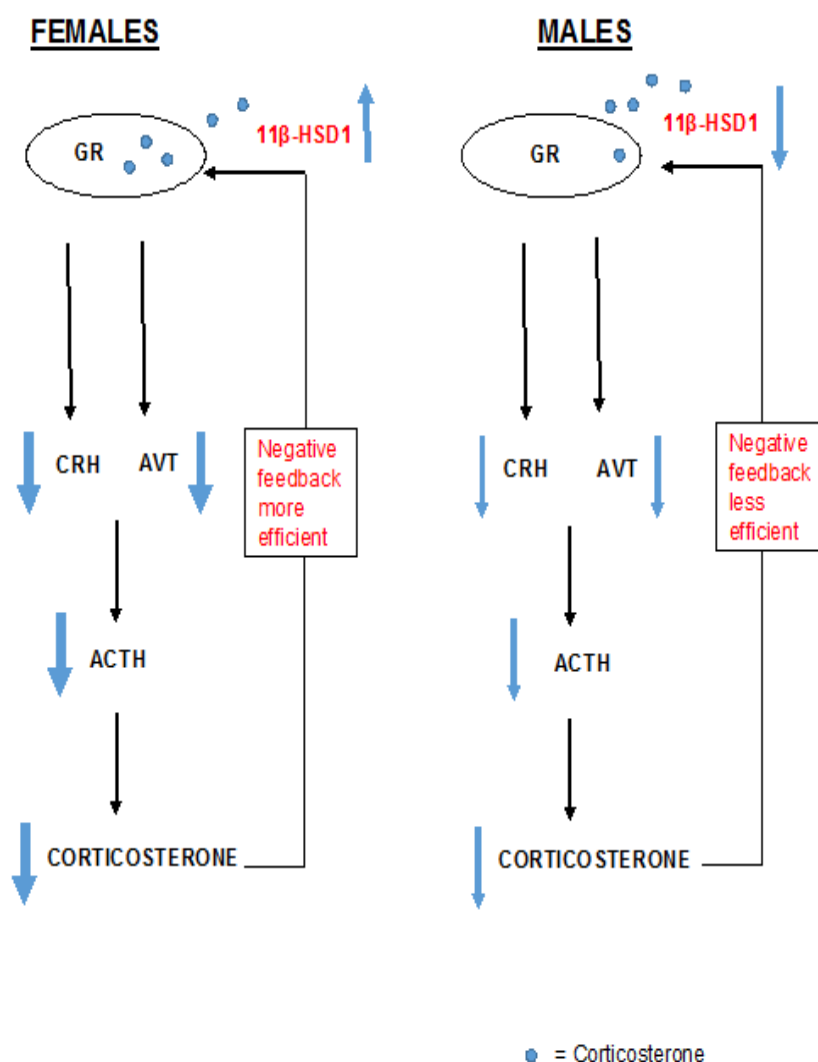 FEMALES
GR
11β-HSD1
CRH
AVT
Negative
feedback
more
efficient
ACTH
CORTICOSTERONE
MALES
GR
11β-HSD1
CRH
AVT
Negative
feedback
less
efficient
ACTH
CORTICOSTERONE
= Corticosterone